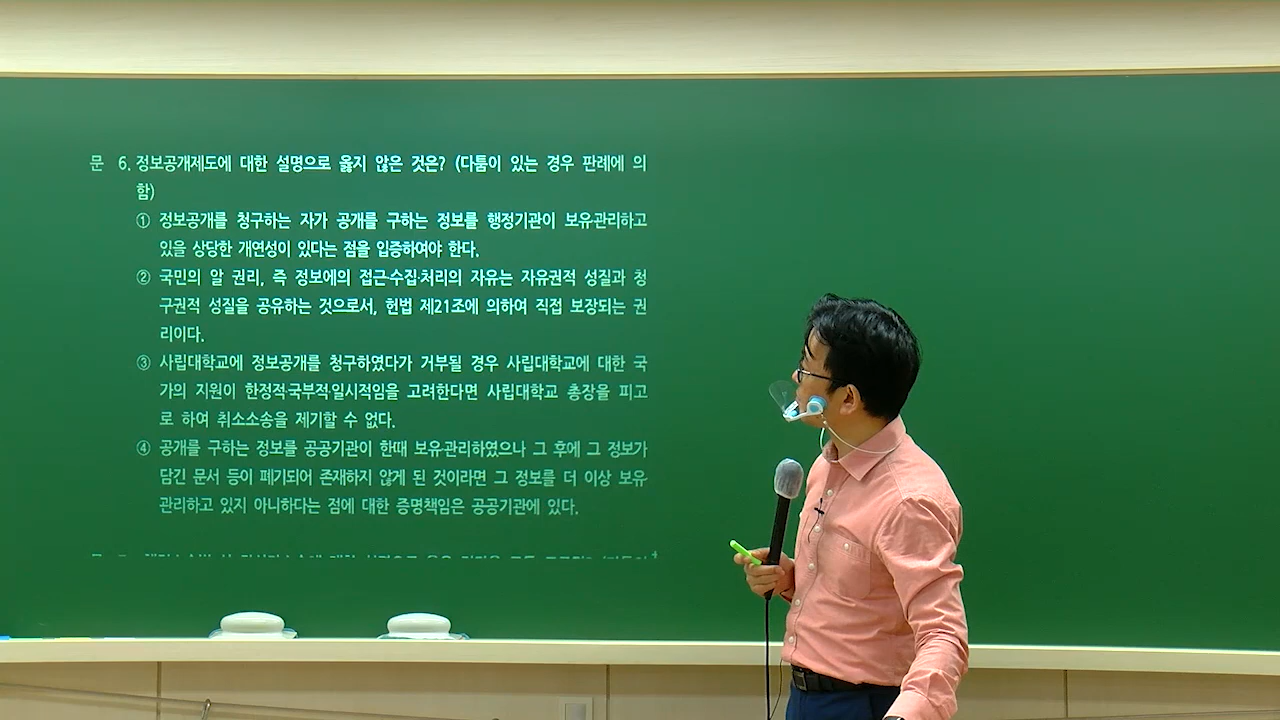 문 6. 정보공개제도에 대한 설명으로 옳지 않은 것은? (다툼이 있는 경우 판례에 의
함)
① 정보공개를 청구하는 자가 공개를 구하는 정보를 행정기관이 보유·관리하고
있을 상당한 개연성이 있다는 점을 입증하여야 한다.
② 국민의 알 권리, 즉 정보에의 접근·수집·처리의 자유는 자유권적 성질과 청
구권적 성질을 공유하는 것으로서, 헌법 제21조에 의하여 직접 보장되는 권
리이다.
③ 사립대학교에 정보공개를 청구하였다가 거부될 경우 사립대학교에 대한 국
가의 지원이 한정적·국부적·일시적임을 고려한다면 사립대학교 총장을 피고
로 하여 취소소송을 제기할 수 없다.
④ 공개를 구하는 정보를 공공기관이 한때 보유·관리하였으나 그 후에 그 정보가
담긴 문서 등이 폐기되어 존재하지 않게 된 것이라면 그 정보를 더 이상 보유·
관리하고 있지 아니하다는 점에 대한 증명책임은 공공기관에 있다.